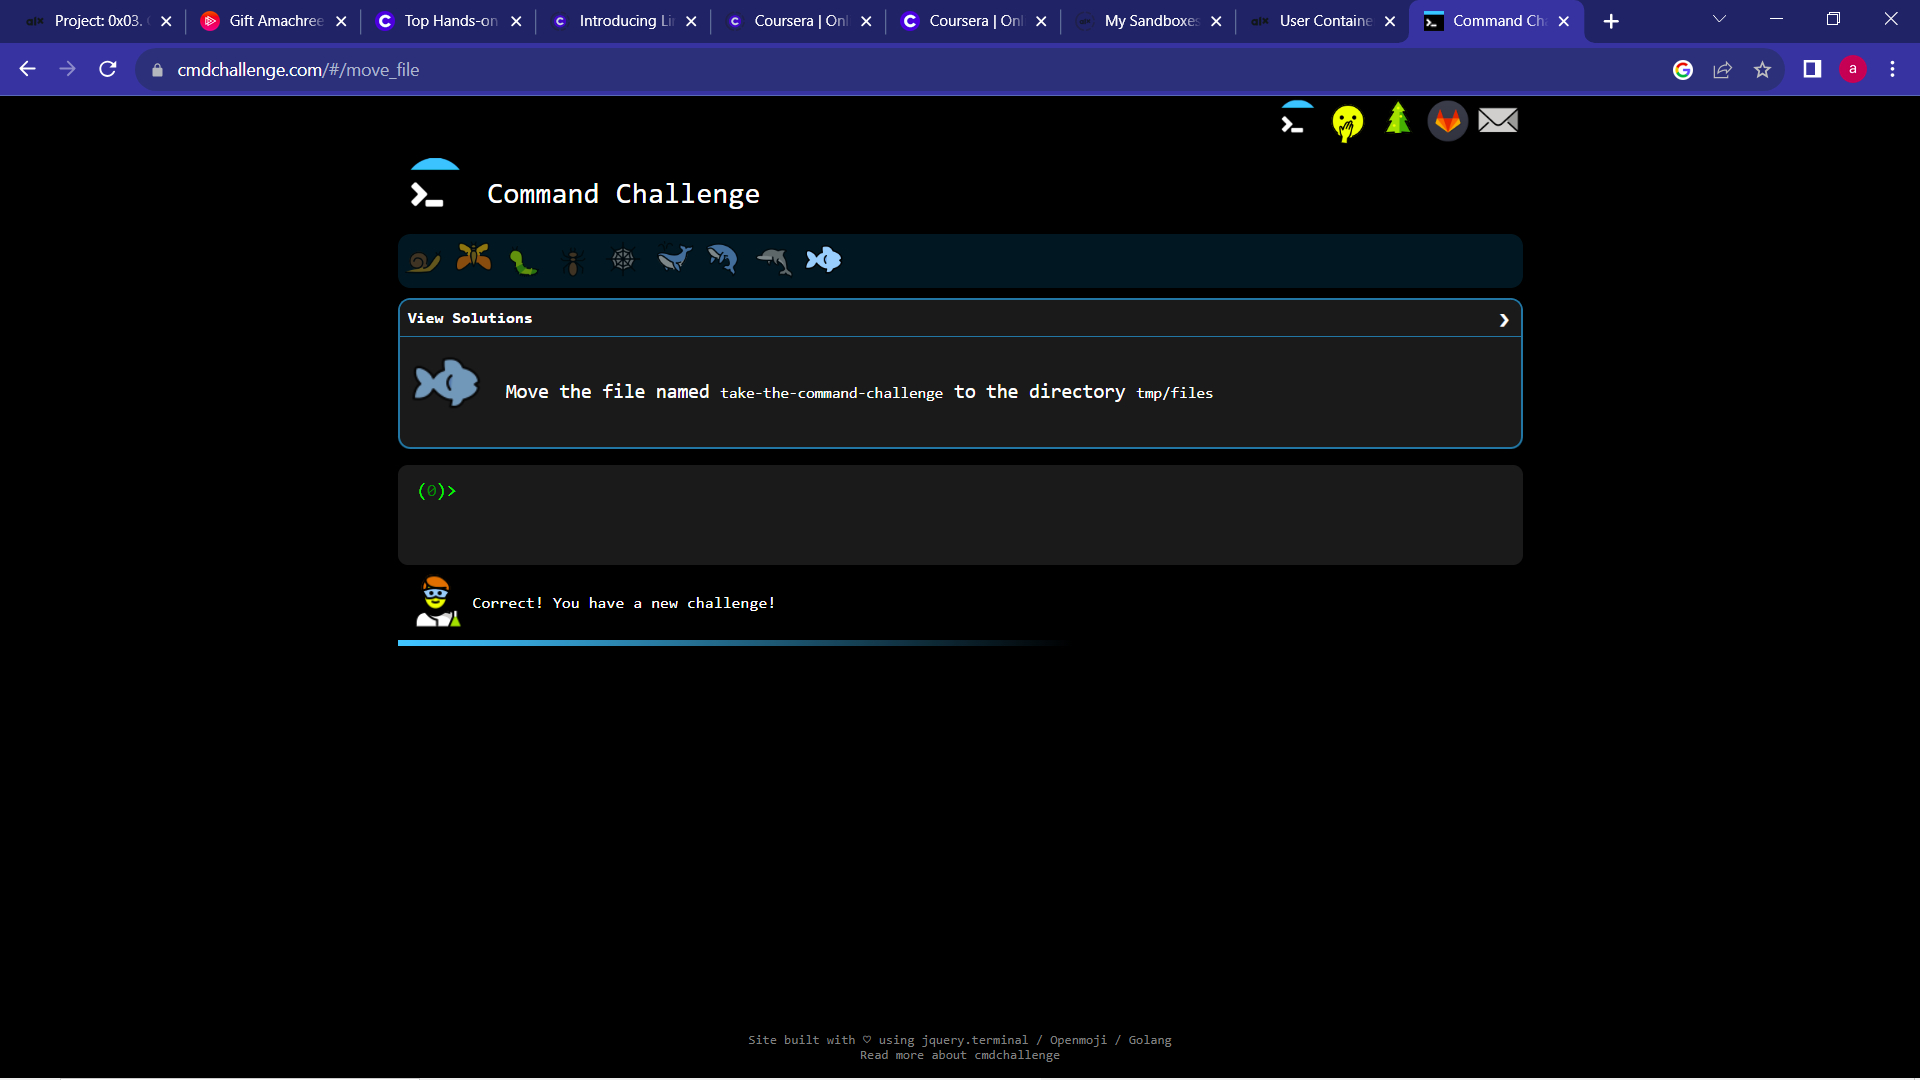 Project: 0x03.
Gift Amachree
Top Hands-on
Introducing Li
Coursera | Onl
Coursera | Onl
My Sandboxes
User Containe
Command Ch
cmdchallenge.com/#/move_file
a
Command Challenge
View Solutions
Move the file named take-the-command-challenge to the directory tmp/files
(0)>
Correct! You have a new challenge!
Site built with ♡ using jquery.terminal / Openmoji / Golang
Read more about cmdchallenge